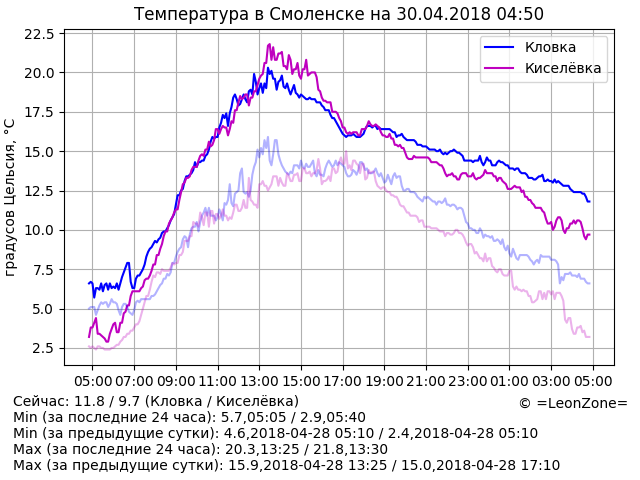 Температура в Смоленске на 30.04.2018 04:50
Кловка
Киселёвка
градусов Цельсия, °С
22.5
20.0
17.5
15.0
12.5
10.0
7.5
5.0
2.5
05:00 07:00 09:00 11:00 13:00 15:00 17:00 19:00 21:00 23:00 01:00 03:00 05:00
Сейчас: 11.8 / 9.7 (Кловка / Киселёвка)
© =LeonZone=
Min (за последние 24 часа): 5.7,05:05 / 2.9,05:40
Min (за предыдущие сутки): 4.6,2018-04-28 05:10 / 2.4,2018-04-28 05:10
Max (за последние 24 часа): 20.3,13:25 / 21.8,13:30
Max (за предыдущие сутки): 15.9,2018-04-28 13:25 / 15.0,2018-04-28 17:10